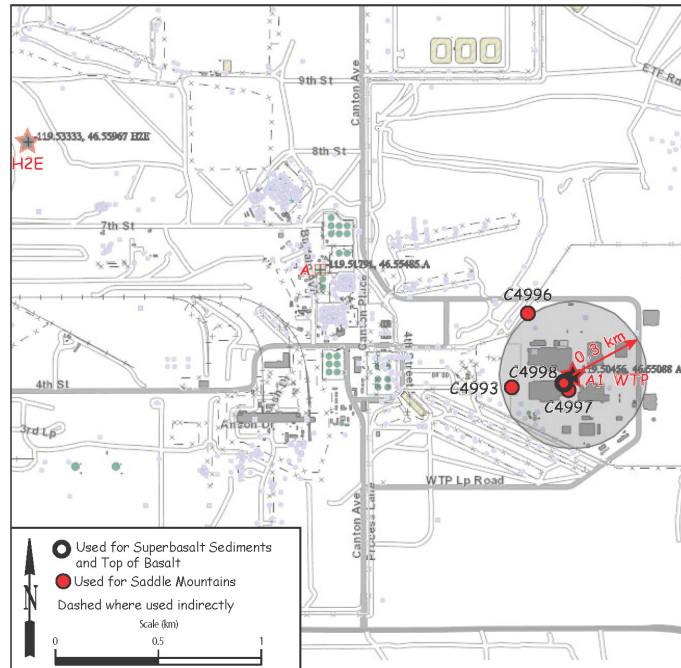 9th St
Canton Ave
ETF Rd
-119.53333, 46.55967 H2E
H2E
8th St
7th St
A
-119.51791, 46.55485 A
C4996
Canton Place
4th Street
0.3 km
C4998
-119.50456, 46.55088 A
A1 WTP
C4993
C4997
4th St
3rd Lp
Anson Dr
WTP Lp Road
Canton Ave
Process Lane
N
Used for Superbasalt Sediments
and Top of Basalt
Used for Saddle Mountains
Dashed where used indirectly
Scale (km)
0 0.5 1